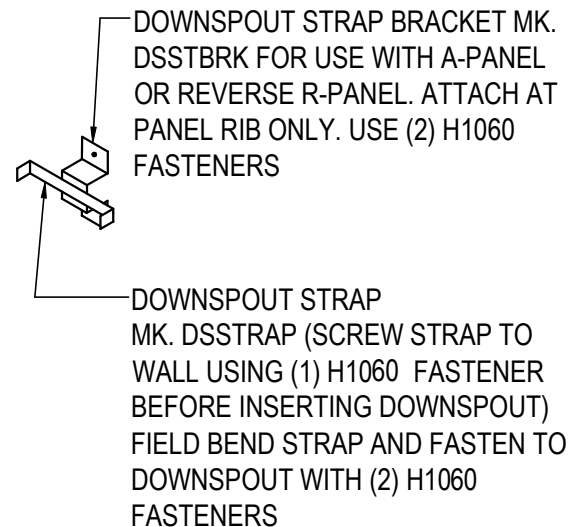 DOWNSPOUT STRAP BRACKET MK.
DSSTBRK FOR USE WITH A-PANEL
OR REVERSE R-PANEL. ATTACH AT
PANEL RIB ONLY. USE (2) H1060
FASTENERS
DOWNSPOUT STRAP
MK. DSSTRAP (SCREW STRAP TO
WALL USING (1) H1060 FASTENER
BEFORE INSERTING DOWNSPOUT)
FIELD BEND STRAP AND FASTEN TO
DOWNSPOUT WITH (2) H1060
FASTENERS